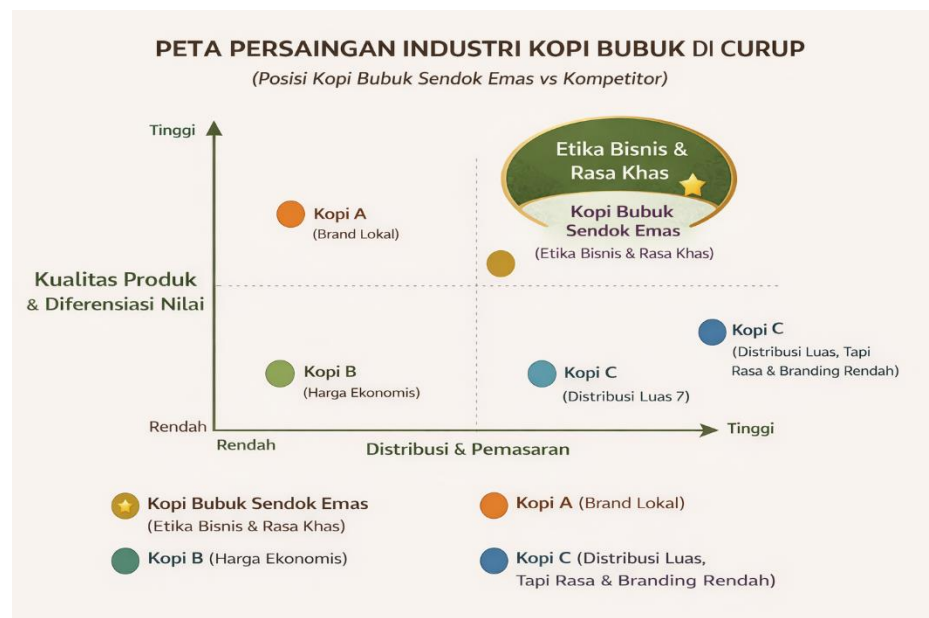 PETA PERSAINGAN INDUSTRI KOPI BUBUK DI CURUP
(Posisi Kopi Bubuk Sendok Emas vs Kompetitor)
Tinggi
Etika Bisnis &
Rasa Khas
Kopi Bubuk
Sendok Emas
(Etika Bisnis & Rasa Khas)
Kopi A
(Brand Lokal)
Kualitas Produk
& Diferensiasi Nilai
Kopi C
(Distribusi Luas, Tapi
Rasa & Branding Rendah)
Kopi B
(Harga Ekonomis)
Kopi C
(Distribusi Luas 7)
Rendah
Rendah
Distribusi & Pemasaran
Tinggi
Kopi Bubuk Sendok Emas
(Etika Bisnis & Rasa Khas)
Kopi A (Brand Lokal)
Kopi B (Harga Ekonomis)
Kopi C (Distribusi Luas,
Tapi Rasa & Branding Rendah)